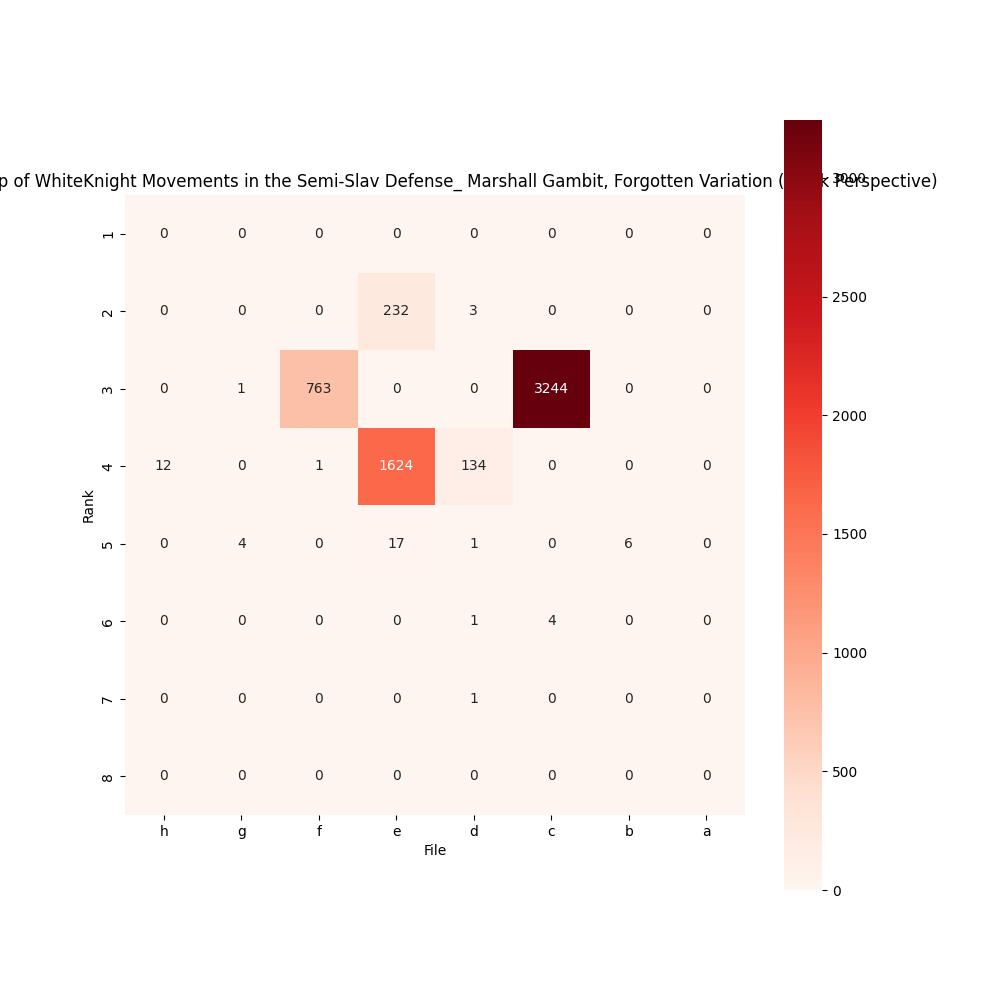 p of WhiteKnight Movements in the Semi-Slav Defense_ Marshall Gambit, Forgotten Variation ( k Perspective)
3000
1 0 0 0 0 0 0 0 0
2 0 0 0 232 3 0 0 0
2500
3 0 1 763 0 0 3244 0 0
2000
4 12 0 1 1624 134 0 0 0
Rank
1500
5 0 4 0 17 1 0 6 0
6 0 0 0 0 1 4 0 0
1000
7 0 0 0 0 1 0 0 0
500
8 0 0 0 0 0 0 0 0
h g f e d c b a
File
0